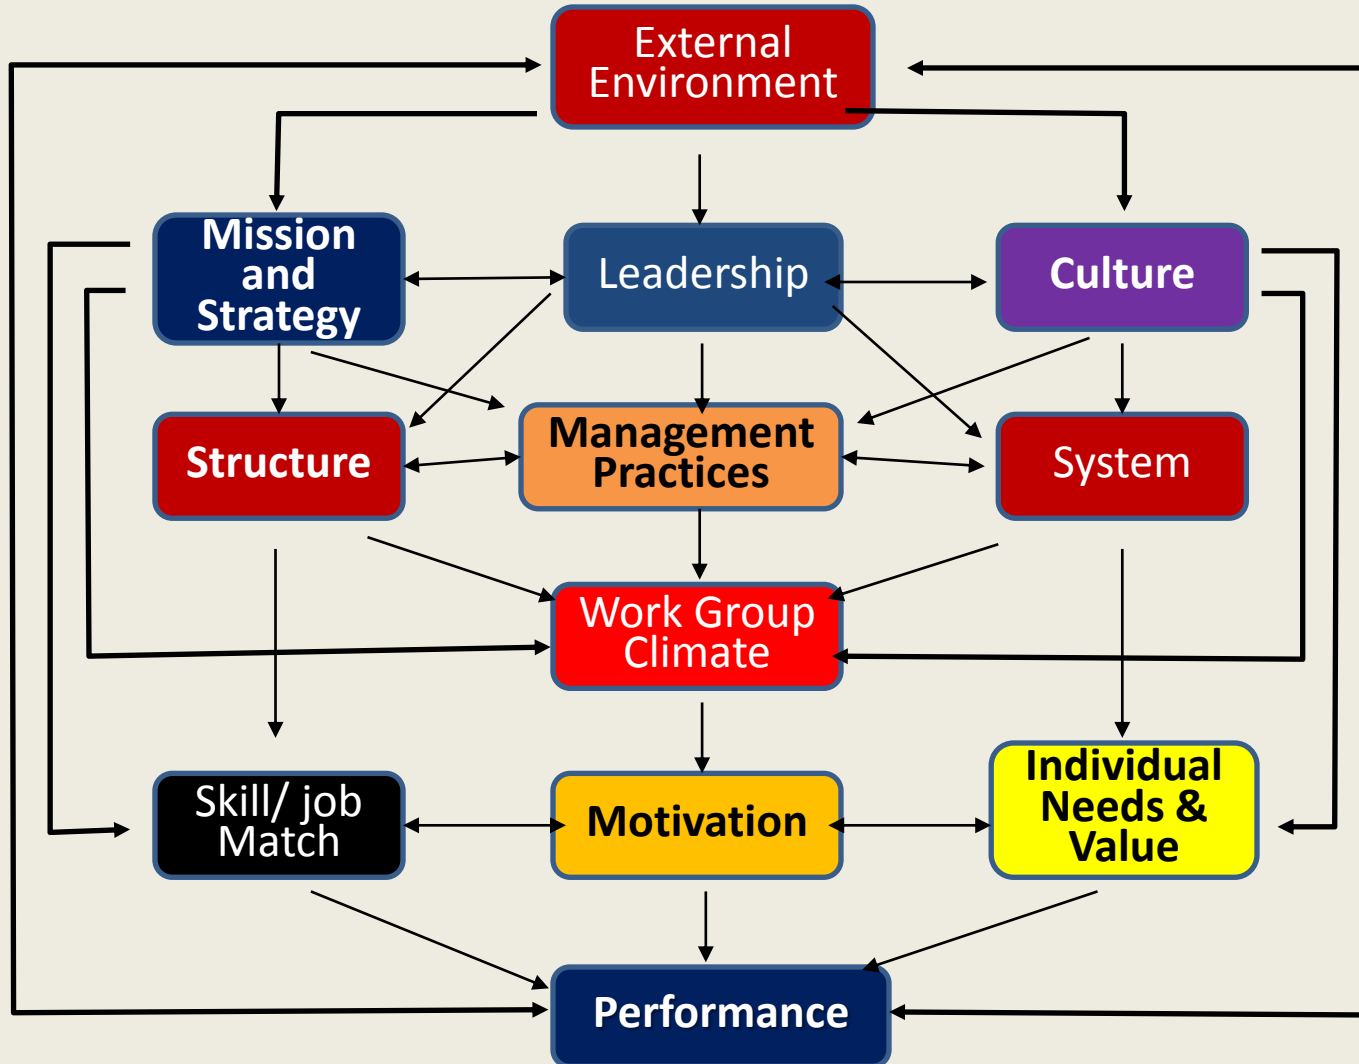 External
Environment
Mission
and
Strategy
Leadership
Culture
Structure
Management
Practices
System
Work Group
Climate
Skill/ job
Match
Motivation
Individual
Needs &
Value
Performance